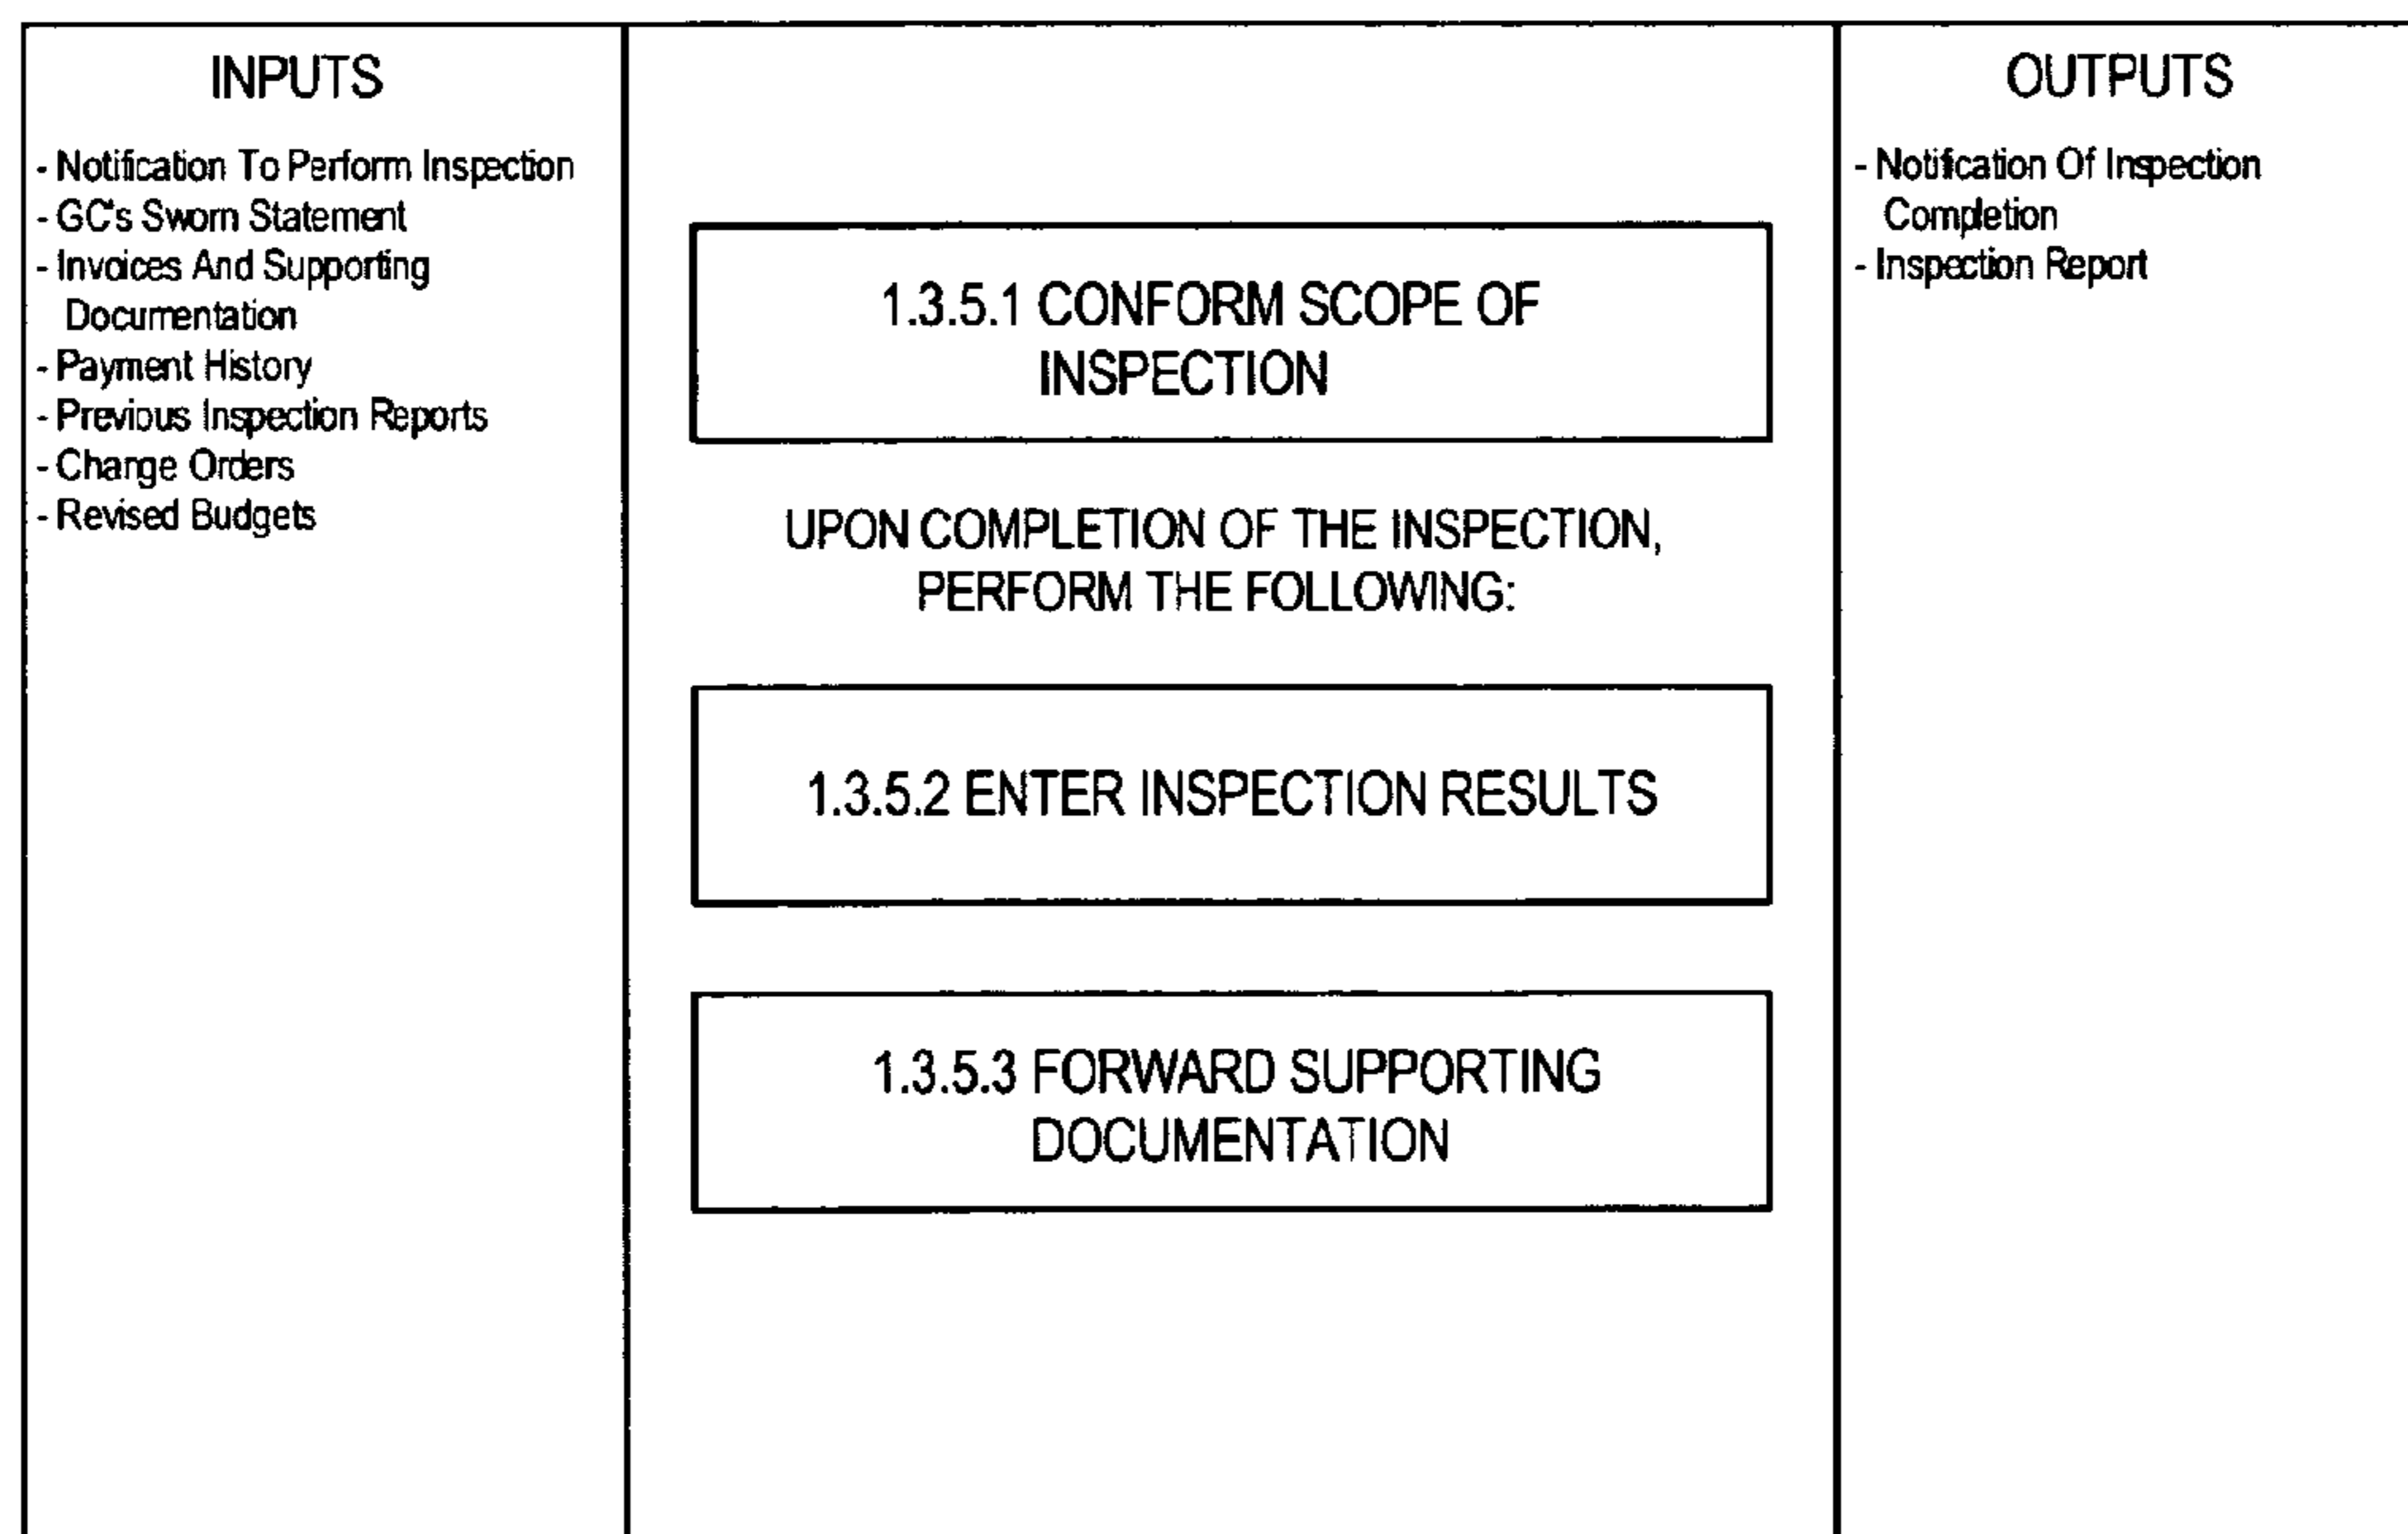 INPUTS
- Notification To Perform Inspection
- GC's Sworn Statement
- Invoices And Supporting
Documentation
- Payment History
- Previous Inspection Reports
- Change Orders
- Revised Budgets
1.3.5.1 CONFORM SCOPE OF
INSPECTION
UPON COMPLETION OF THE INSPECTION,
PERFORM THE FOLLOWING:
1.3.5.2 ENTER INSPECTION RESULTS
1.3.5.3 FORWARD SUPPORTING
DOCUMENTATION
OUTPUTS
- Notification Of Inspection
Completion
- Inspection Report